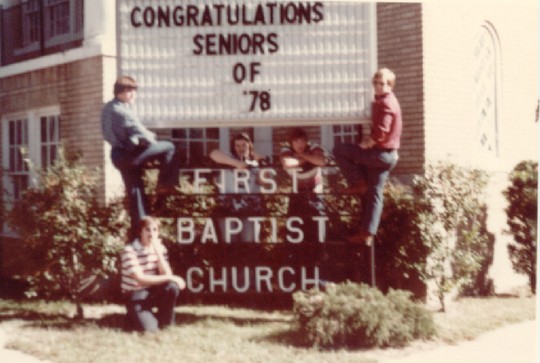 CONGRATULATIONS
SENIORS
OF
'78
FIRST
BAPTIST
CHURCH